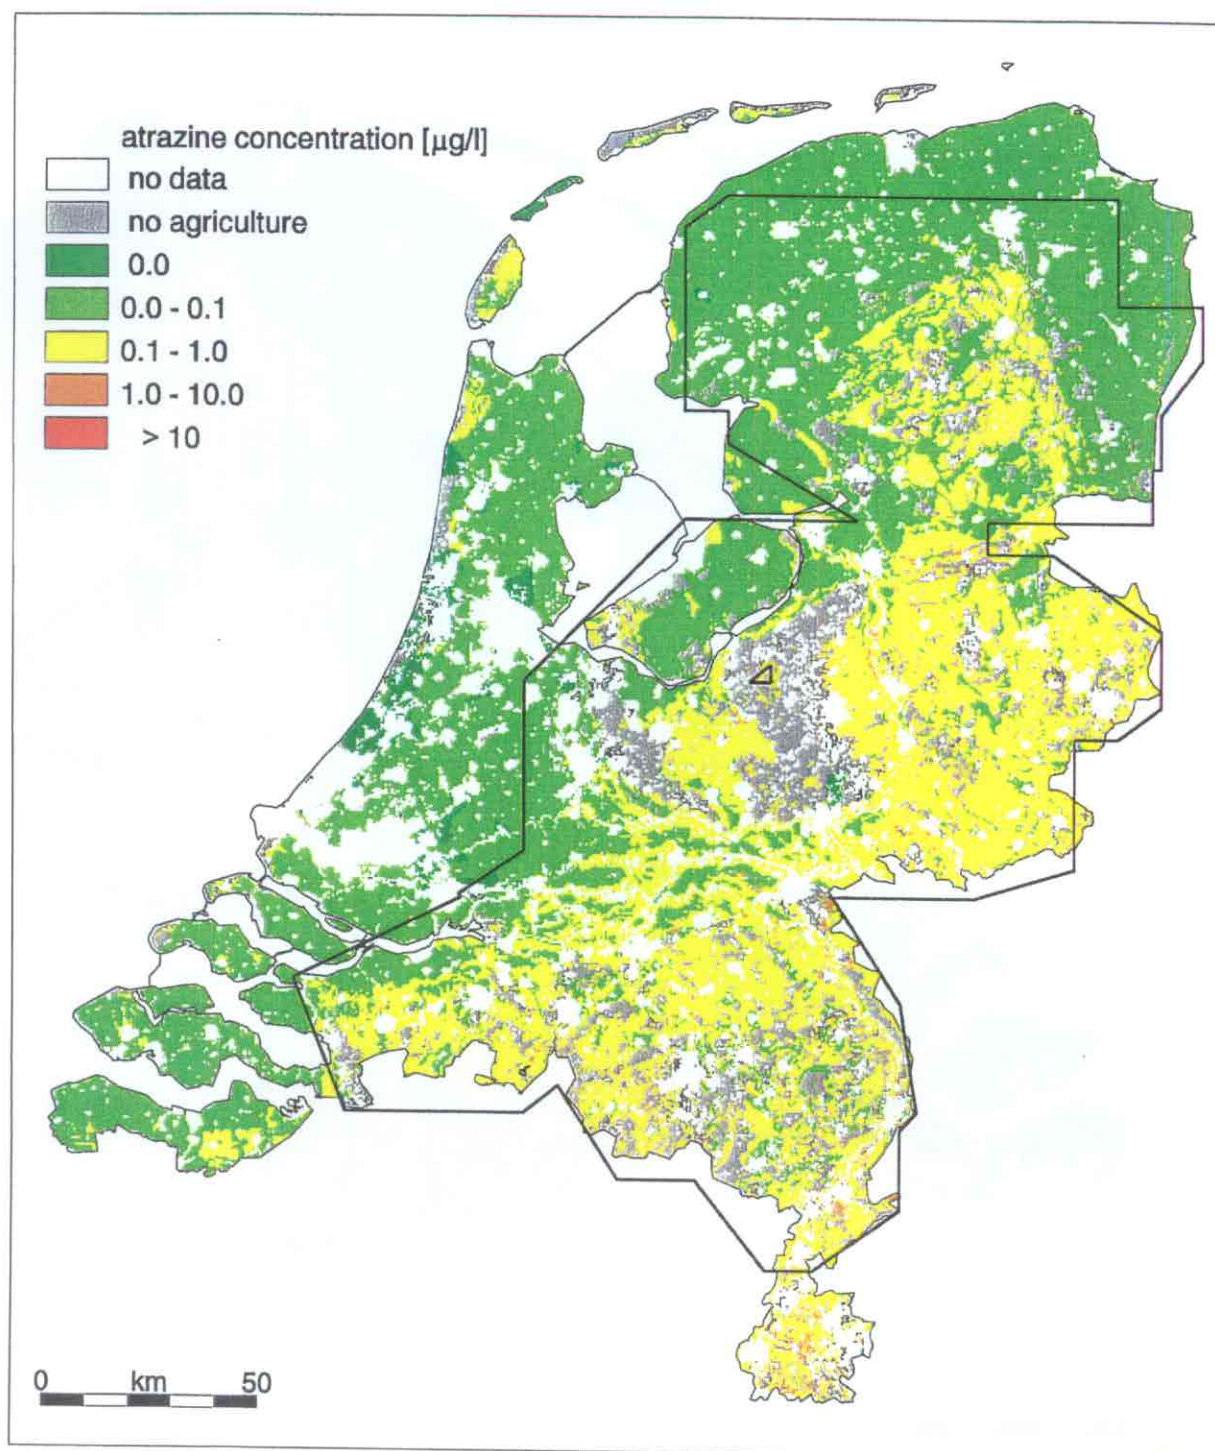 atrazine concentration [µg/l]
no data
no agriculture
0.0
0.0 - 0.1
0.1 - 1.0
1.0 - 10.0
> 10
0 km 50